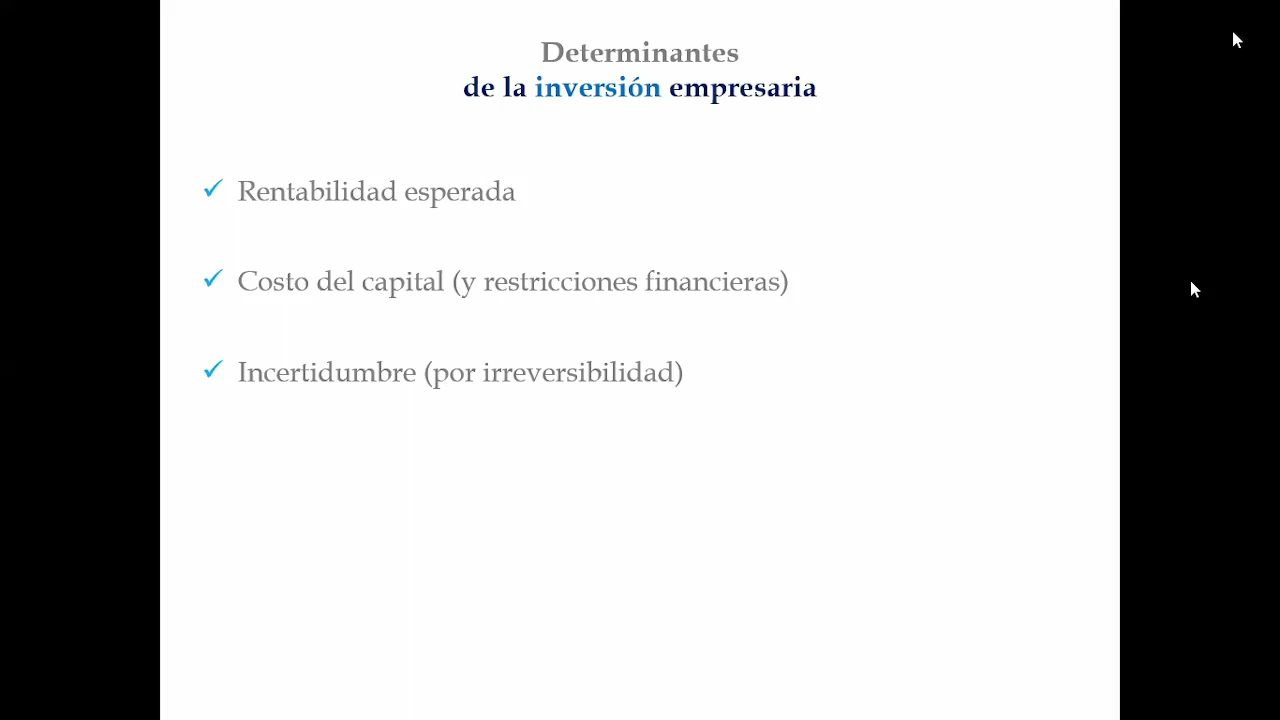 Determinantes
de la inversión empresaria
✓ Rentabilidad esperada
✓ Costo del capital (y restricciones financieras)
✓ Incertidumbre (por irreversibilidad)